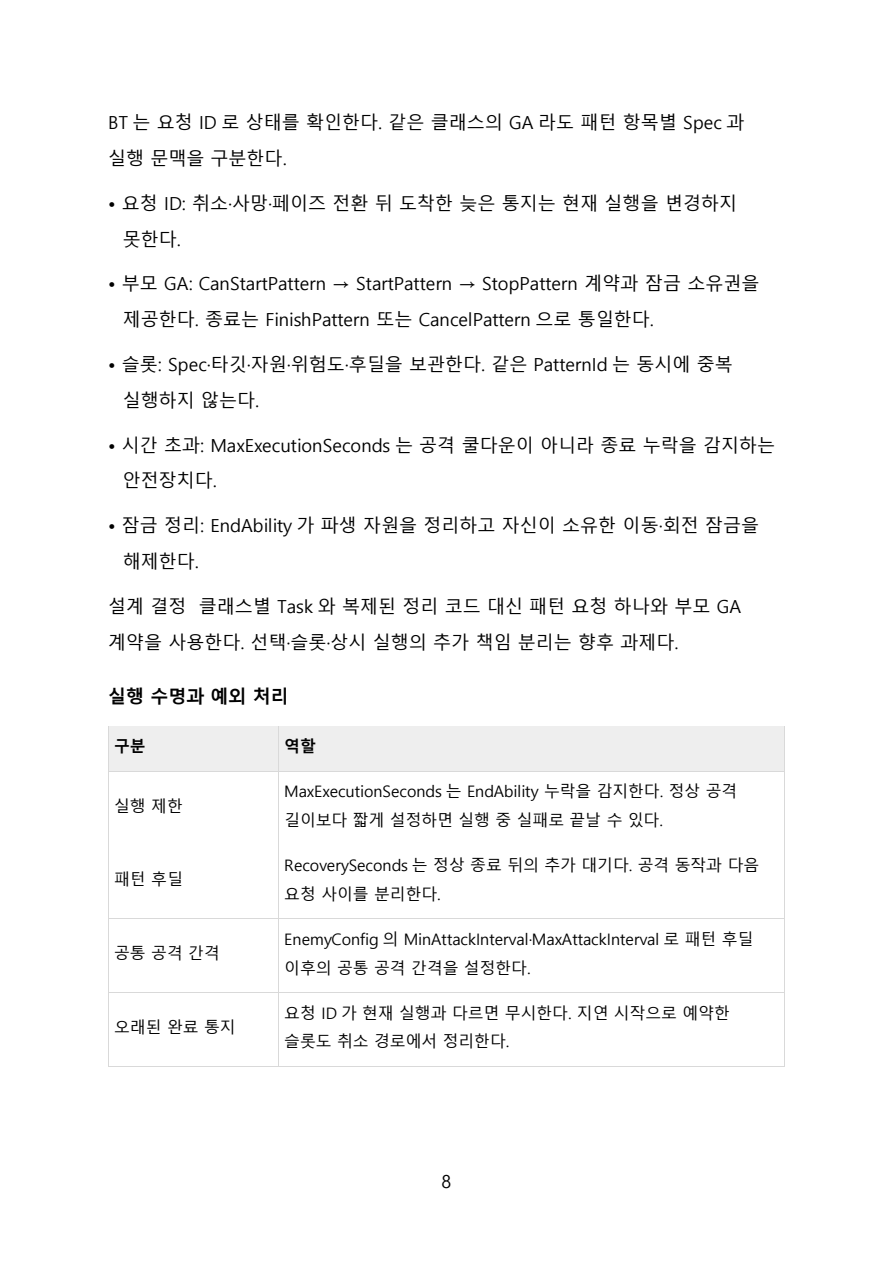 BT 는 요청 ID 로 상태를 확인한다. 같은 클래스의 GA 라도 패턴 항목별 Spec 과
실행 문맥을 구분한다.
• 요청 ID: 취소·사망·페이즈 전환 뒤 도착한 늦은 통지는 현재 실행을 변경하지
못한다.
• 부모 GA: CanStartPattern → StartPattern → StopPattern 계약과 잠금 소유권을
제공한다. 종료는 FinishPattern 또는 CancelPattern 으로 통일한다.
• 슬롯: Spec·타깃·자원·위험도·후딜을 보관한다. 같은 PatternId 는 동시에 중복
실행하지 않는다.
• 시간 초과: MaxExecutionSeconds 는 공격 쿨다운이 아니라 종료 누락을 감지하는
안전장치다.
• 잠금 정리: EndAbility 가 파생 자원을 정리하고 자신이 소유한 이동·회전 잠금을
해제한다.
설계 결정  클래스별 Task 와 복제된 정리 코드 대신 패턴 요청 하나와 부모 GA
계약을 사용한다. 선택·슬롯·상시 실행의 추가 책임 분리는 향후 과제다.
실행 수명과 예외 처리
구분 역할
실행 제한
MaxExecutionSeconds 는 EndAbility 누락을 감지한다. 정상 공격
길이보다 짧게 설정하면 실행 중 실패로 끝날 수 있다.
패턴 후딜
RecoverySeconds 는 정상 종료 뒤의 추가 대기다. 공격 동작과 다음
요청 사이를 분리한다.
공통 공격 간격
EnemyConfig 의 MinAttackInterval·MaxAttackInterval 로 패턴 후딜
이후의 공통 공격 간격을 설정한다.
오래된 완료 통지
요청 ID 가 현재 실행과 다르면 무시한다. 지연 시작으로 예약한
슬롯도 취소 경로에서 정리한다.
8